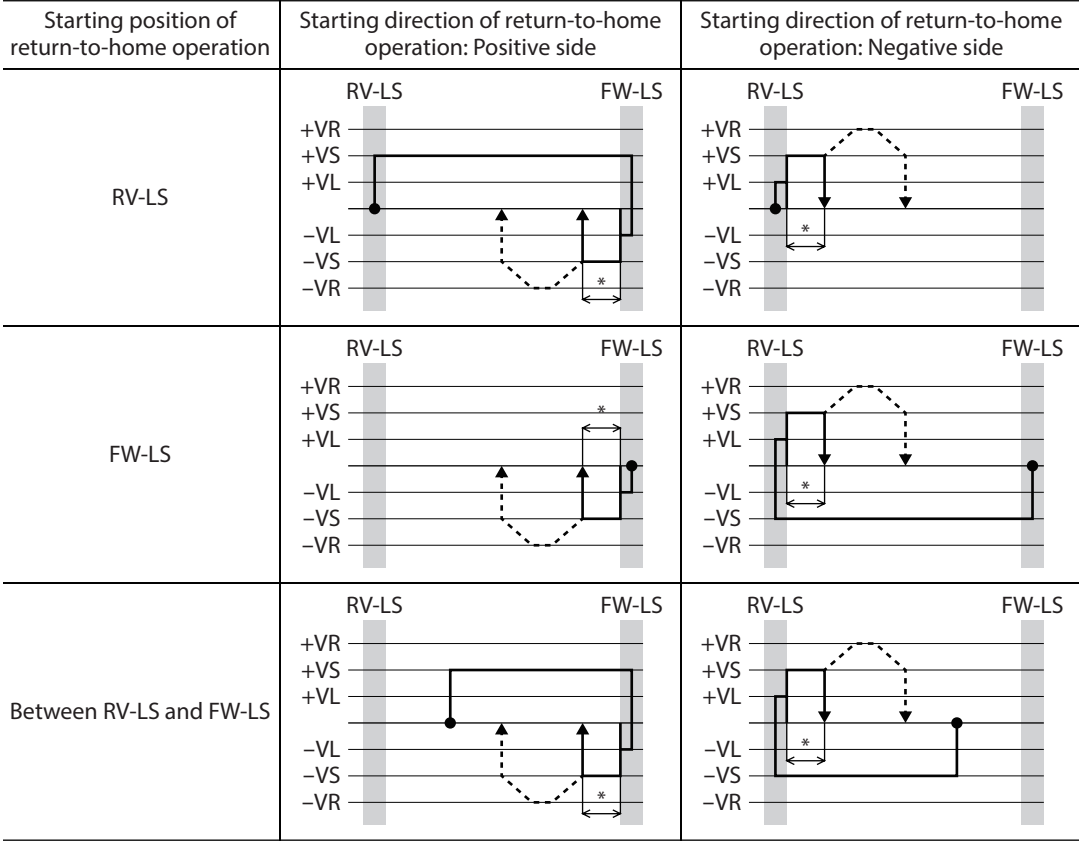 Starting position of
return-to-home operation
Starting direction of return-to-home
operation: Positive side
Starting direction of return-to-home
operation: Negative side
RV-LS
RV-LS FW-LS
+VR
+VS
+VL
–VL
–VS
–VR
*
RV-LS FW-LS
+VR
+VS
+VL
–VL
–VS
–VR
*
FW-LS
RV-LS FW-LS
+VR
+VS
+VL
–VL
–VS
–VR
*
RV-LS FW-LS
+VR
+VS
+VL
–VL
–VS
–VR
*
Between RV-LS and FW-LS
RV-LS FW-LS
+VR
+VS
+VL
–VL
–VS
–VR
*
RV-LS FW-LS
+VR
+VS
+VL
–VL
–VS
–VR
*